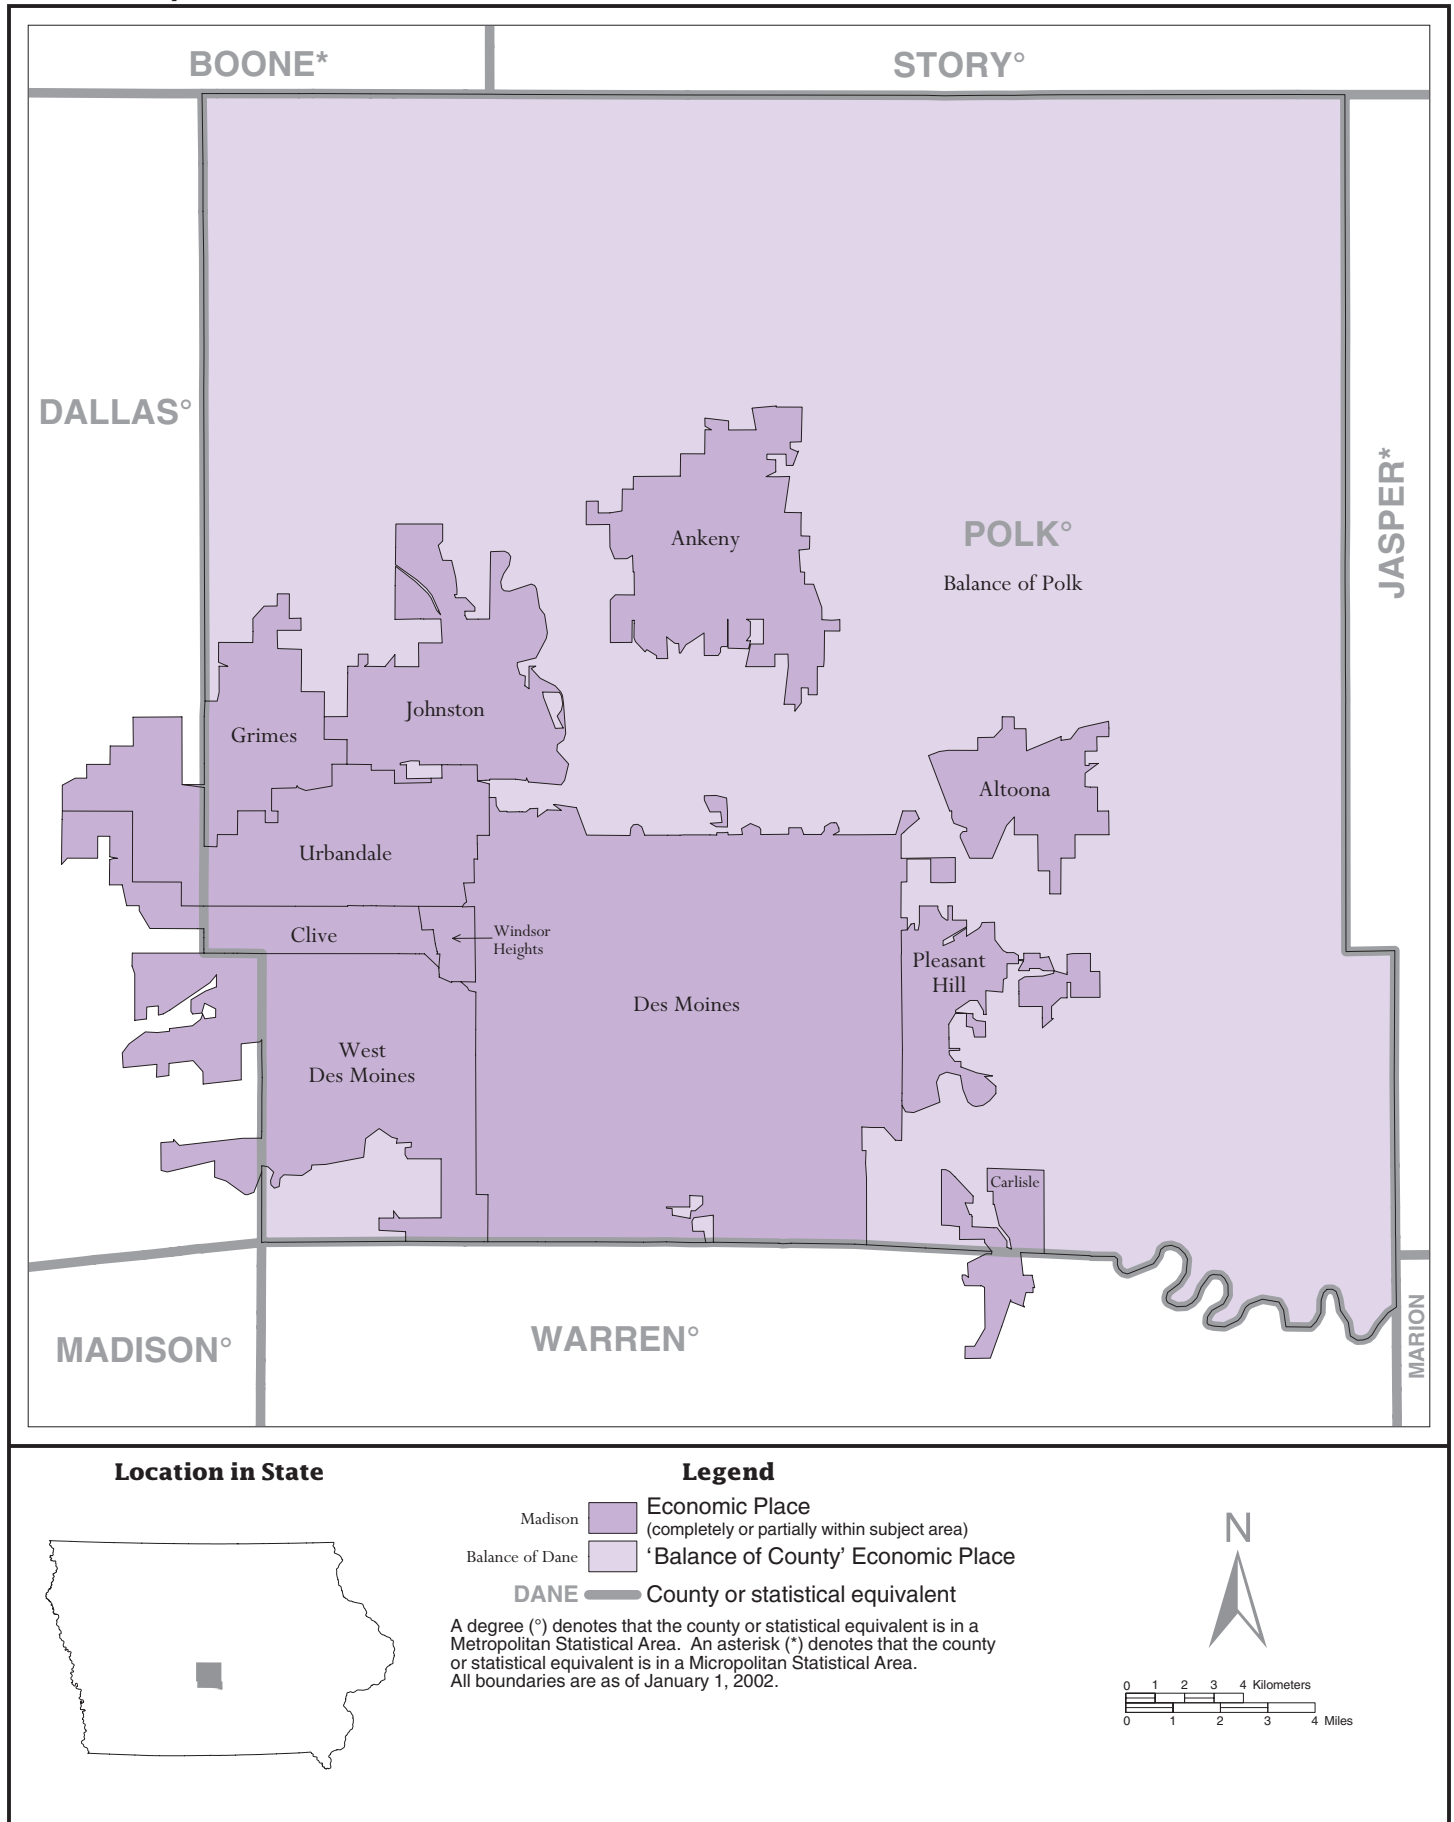 BOONE*
STORY°
DALLAS°
JASPER*
Ankeny
POLK°
Balance of Polk
Johnston
Grimes
Altoona
Urbandale
Clive
Windsor
Heights
Pleasant
Hill
Des Moines
West
Des Moines
Carlisle
MADISON°
WARREN°
MARION
Location in State
Legend
Madison
Economic Place
(completely or partially within subject area)
Balance of Dane
‘Balance of County’ Economic Place
DANE
County or statistical equivalent
A degree (°) denotes that the county or statistical equivalent is in a
Metropolitan Statistical Area. An asterisk (*) denotes that the county
or statistical equivalent is in a Micropolitan Statistical Area.
All boundaries are as of January 1, 2002.
N
0 1 2 3 4 Kilometers
0 1 2 3 4 Miles